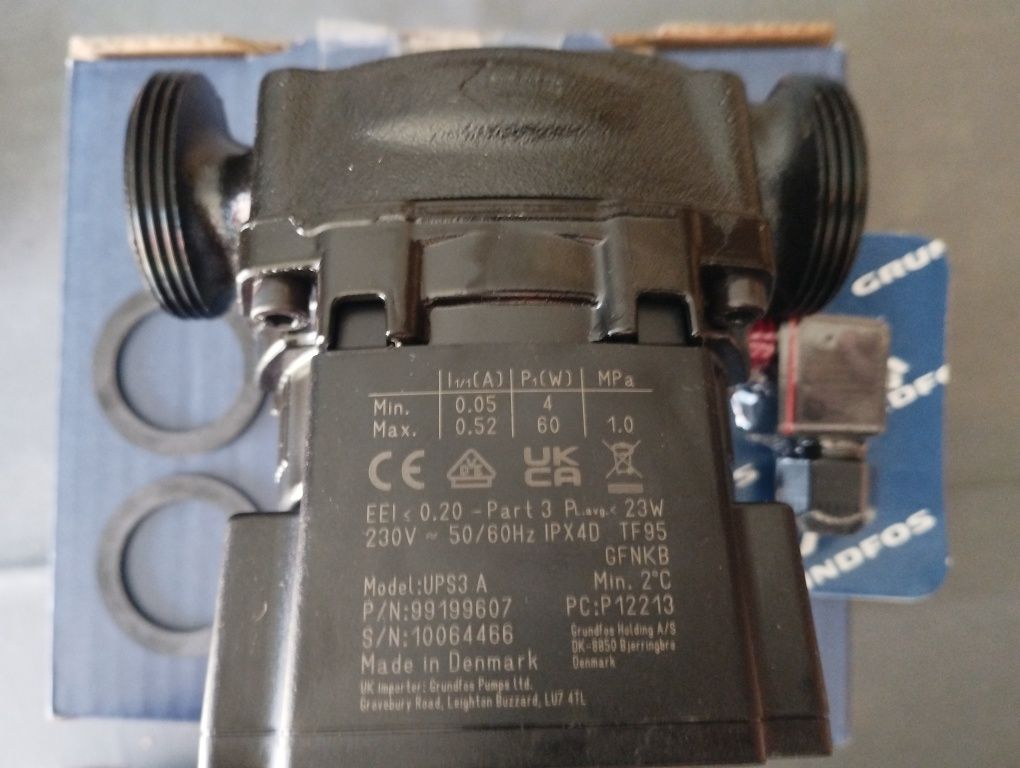 I1/1(A) P1(W) MPa
Min. 0.05 4
Max. 0.52 60 1.0
CE UK CA
EEI < 0.20 - Part 3 PL,avg.< 23W
230V ~ 50/60Hz IPX4D TF95
GFNKB
Model:UPS3 A Min. 2°C
P/N:99199607 PC:P12213
S/N:10064466 Grundfos Holding A/S
DK-8850 Bjerringbro
Made in Denmark Denmark
UK importer: Grundfos Pumps Ltd.
Grovebury Road, Leighton Buzzard, LU7 4TL
GRUN
NDFOS
S
NDFOS